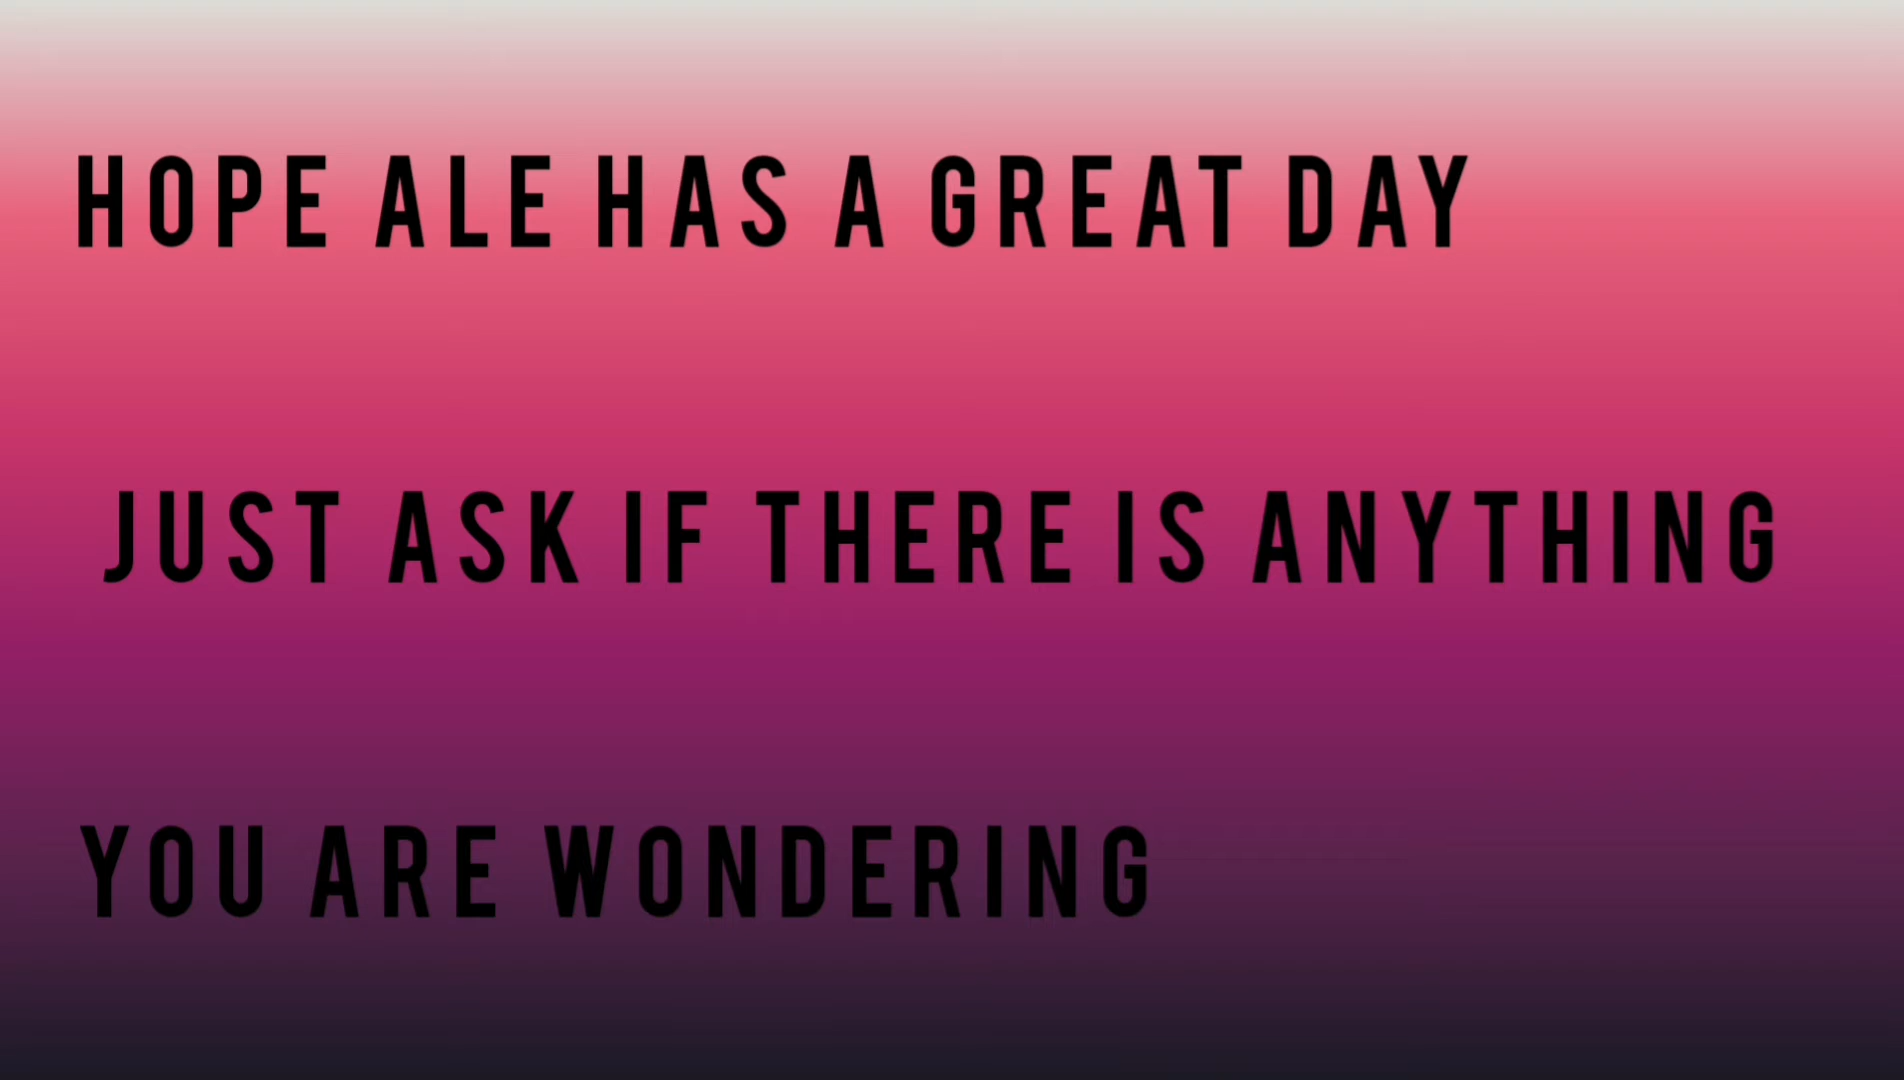 HOPE ALE HAS A GREAT DAY
JUST ASK IF THERE IS ANYTHING
YOU ARE WONDERING